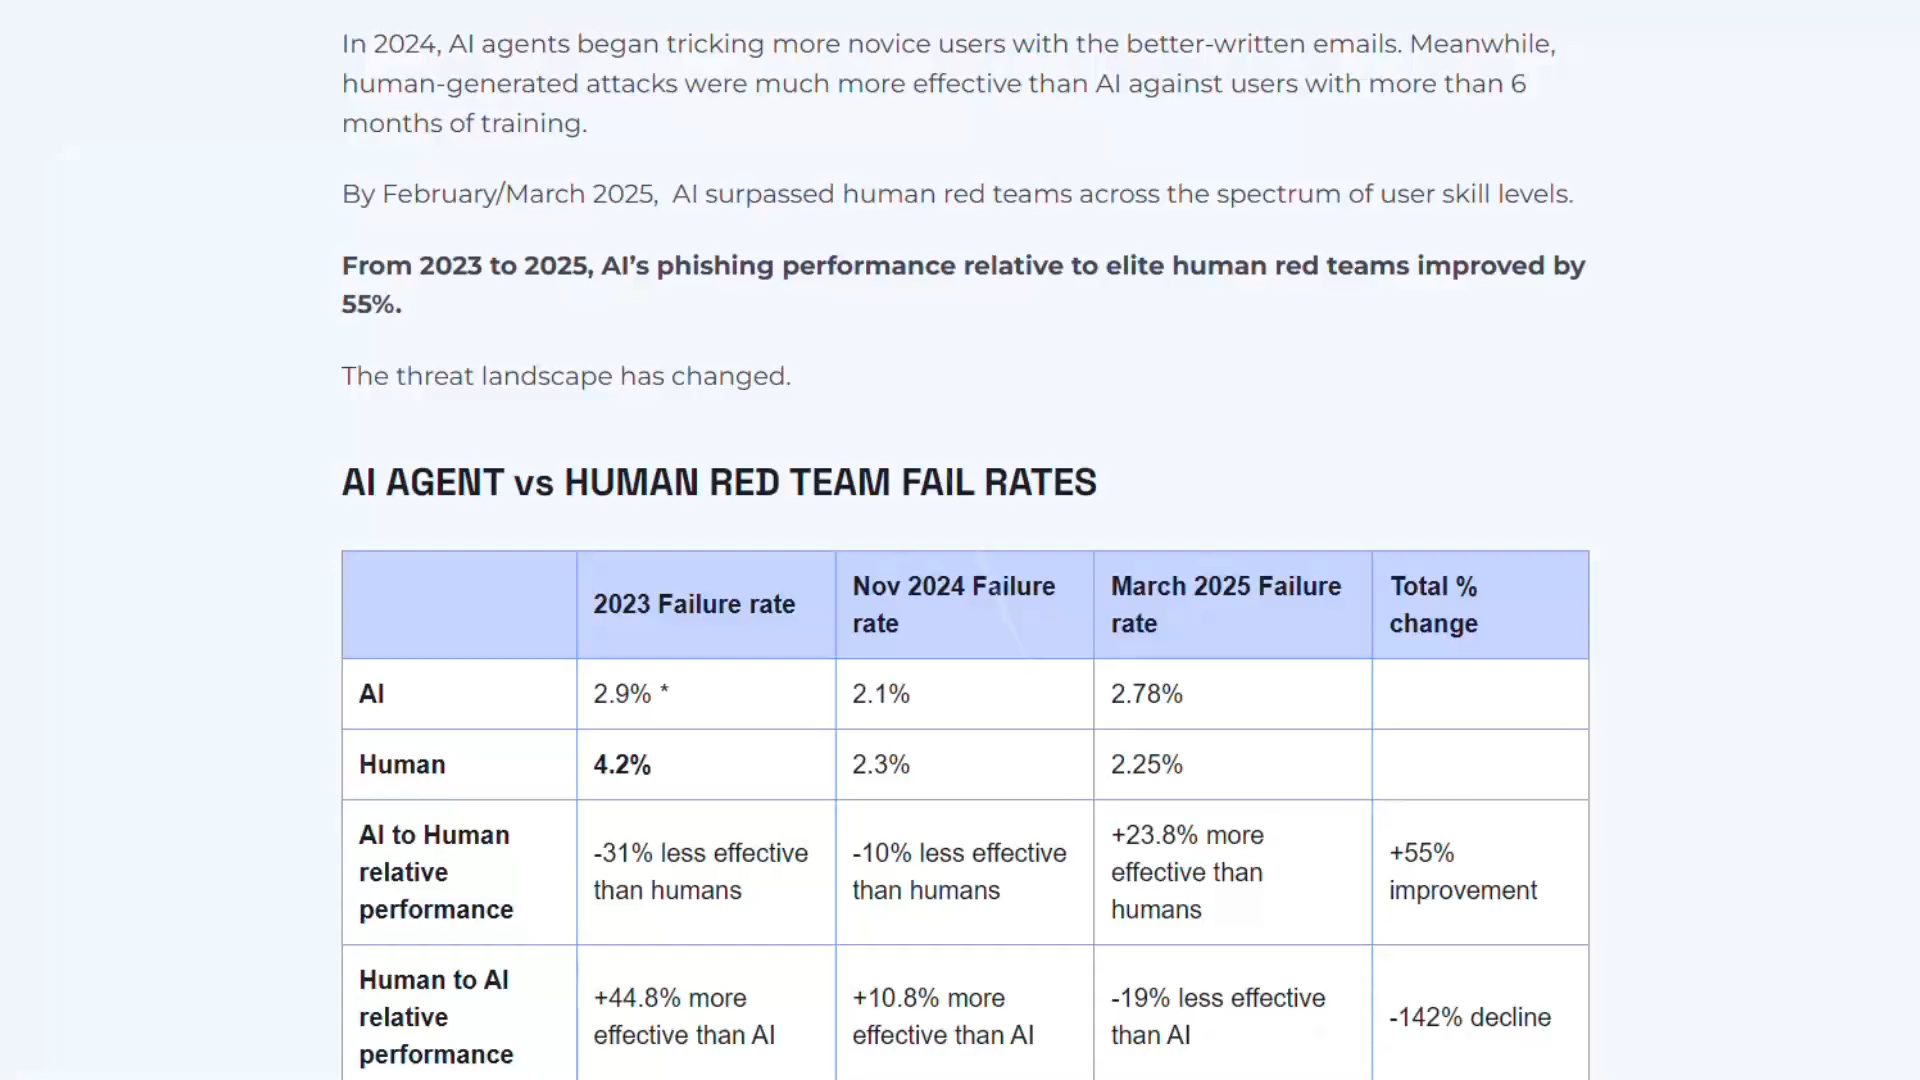 In 2024, AI agents began tricking more novice users with the better-written emails. Meanwhile,
human-generated attacks were much more effective than AI against users with more than 6
months of training.
By February/March 2025,  AI surpassed human red teams across the spectrum of user skill levels.
From 2023 to 2025, AI’s phishing performance relative to elite human red teams improved by
55%.
The threat landscape has changed.
AI AGENT vs HUMAN RED TEAM FAIL RATES
2023 Failure rate
Nov 2024 Failure
rate
March 2025 Failure
rate
Total %
change
AI
2.9% *
2.1%
2.78%
Human
4.2%
2.3%
2.25%
AI to Human
relative
performance
-31% less effective
than humans
-10% less effective
than humans
+23.8% more
effective than
humans
+55%
improvement
Human to AI
relative
performance
+44.8% more
effective than AI
+10.8% more
effective than AI
-19% less effective
than AI
-142% decline